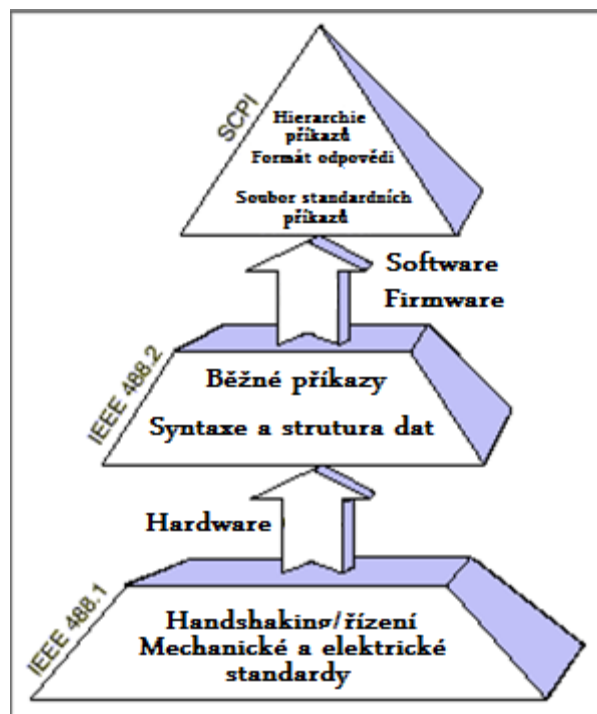 SCPI
Hierarchie
příkazů
Formát odpovědi
Soubor standardních
příkazů
Software
Firmware
IEEE 488.2
Běžné příkazy
Syntaxe a strutura dat
Hardware
IEEE 488.1
Handshaking/řízení
Mechanické a elektrické
standardy